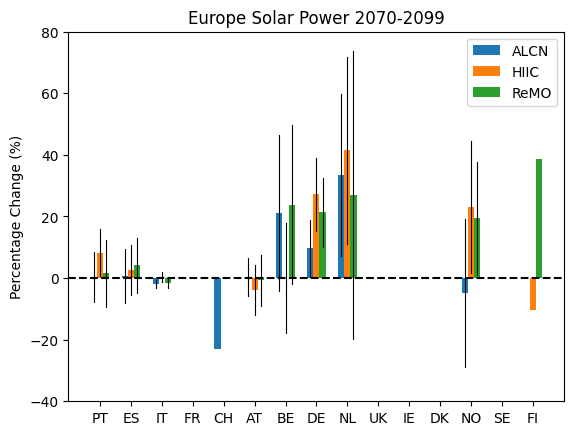 Europe Solar Power 2070-2099
Percentage Change (%)
80
60
40
20
0
−20
−40
ALCN
HIIC
ReMO
PT ES IT FR CH AT BE DE NL UK IE DK NO SE FI